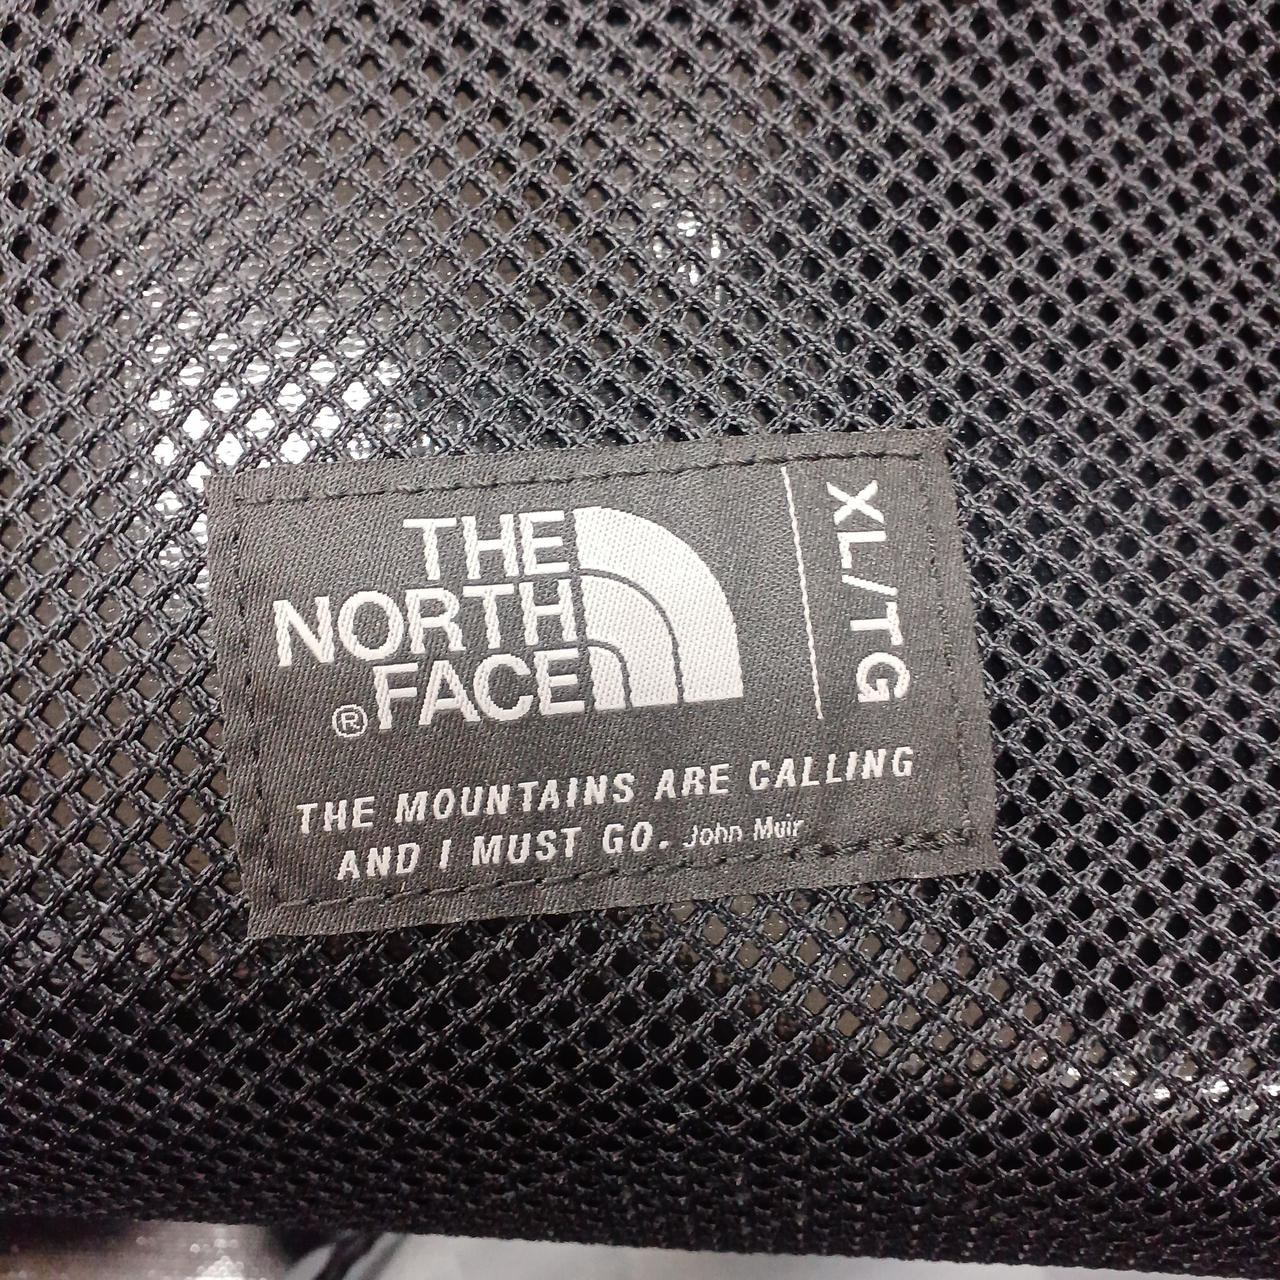 THE
NORTH
® FACE
XL/TG
THE MOUNTAINS ARE CALLING
AND I MUST GO. John Muir